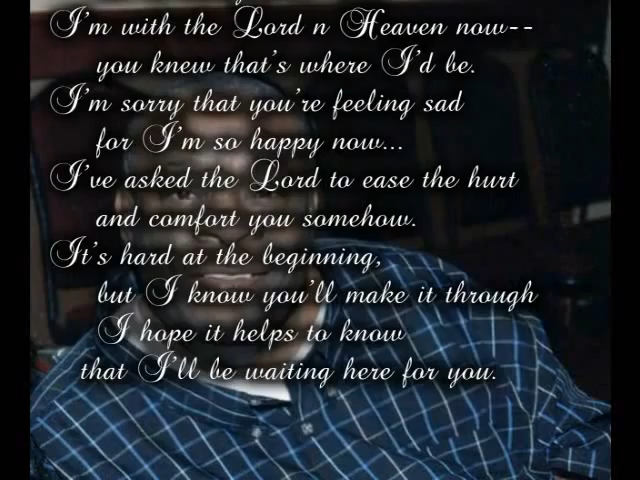 I'm with the Lord n Heaven now--
you knew that's where I'd be.
I'm sorry that you're feeling sad
for I'm so happy now...
I've asked the Lord to ease the hurt
and comfort you somehow.
It's hard at the beginning,
but I know you'll make it through
I hope it helps to know
that I'll be waiting here for you.